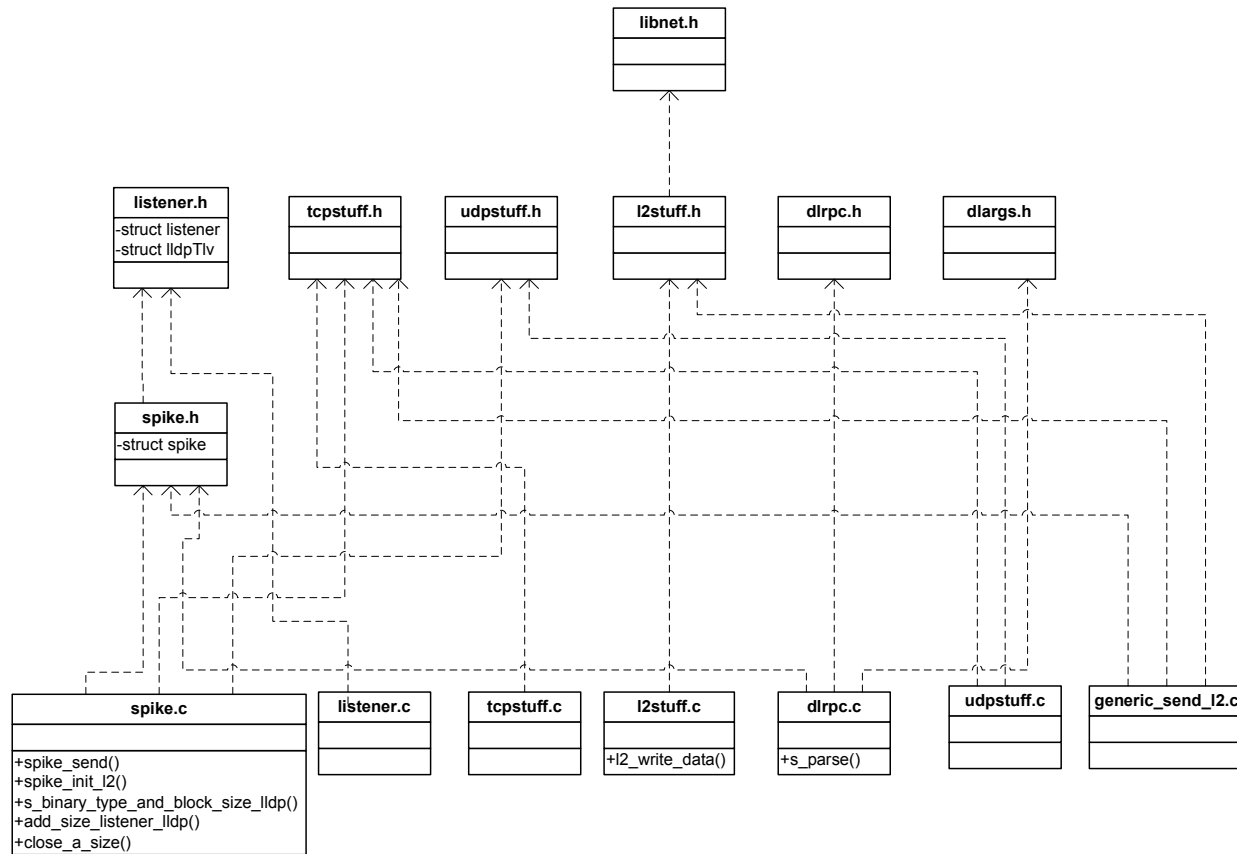 libnet.h
listener.h
-struct listener
-struct lldpTlv
tcpstuff.h
udpstuff.h
l2stuff.h
dlrpc.h
dlargs.h
spike.h
-struct spike
spike.c
+spike_send()
+spike_init_l2()
+s_binary_type_and_block_size_lldp()
+add_size_listener_lldp()
+close_a_size()
listener.c
tcpstuff.c
l2stuff.c
+l2_write_data()
dlrpc.c
+s_parse()
udpstuff.c
generic_send_l2.c